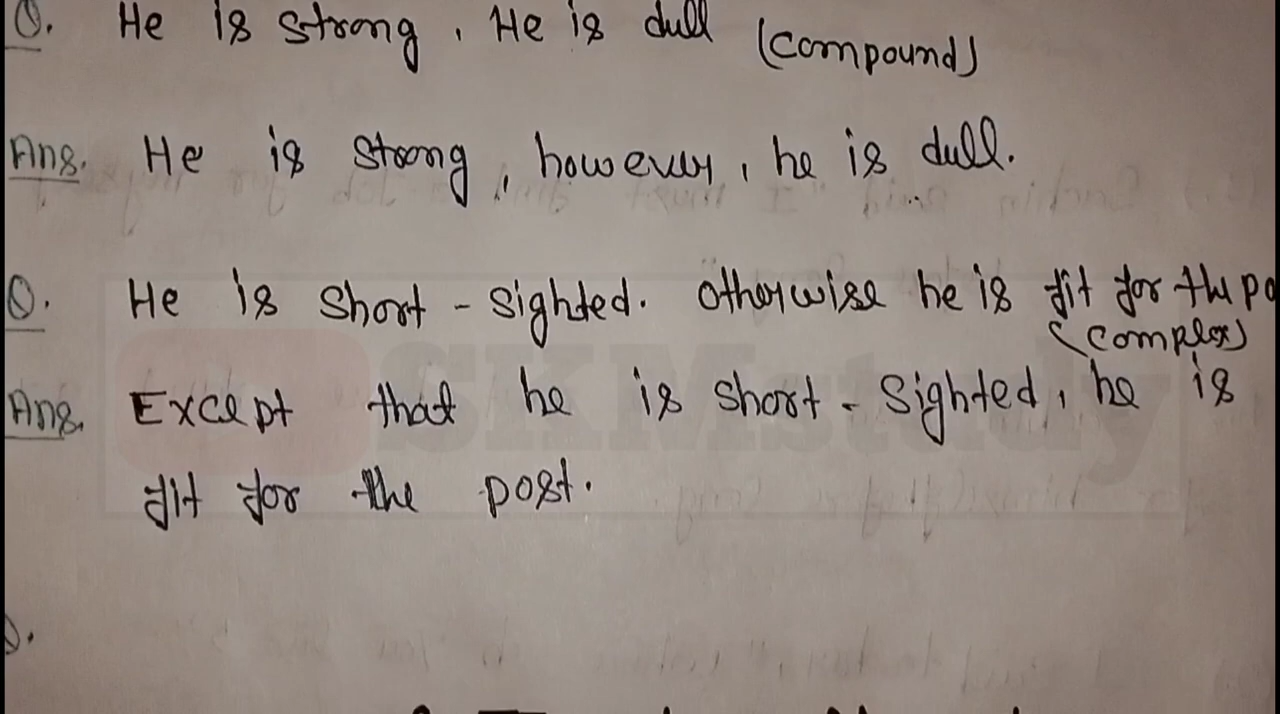 Q. He is strong. He is dull (compound)
Ans. He is strong, however, he is dull.
Q. He is short-sighted. Otherwise he is fit for the po
(complex)
Ans. Except that he is short-sighted, he is
fit for the post.
SKMstudy